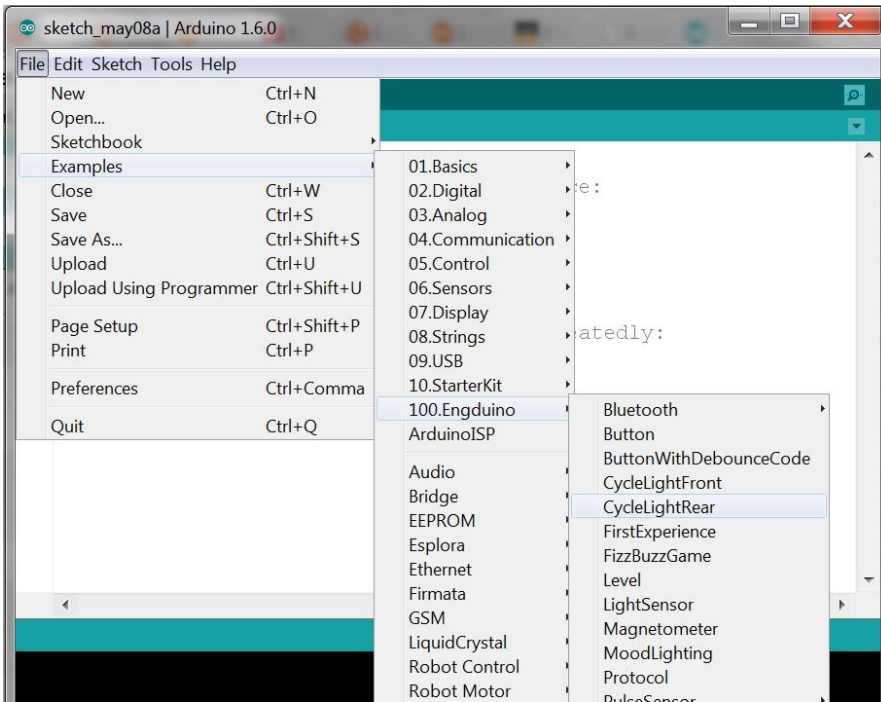 sketch_may08a | Arduino 1.6.0
File Edit Sketch Tools Help
New Ctrl+N
Open... Ctrl+O
Sketchbook
Examples
Close Ctrl+W
Save Ctrl+S
Save As... Ctrl+Shift+S
Upload Ctrl+U
Upload Using Programmer Ctrl+Shift+U
Page Setup Ctrl+Shift+P
Print Ctrl+P
Preferences Ctrl+Comma
Quit Ctrl+Q
01.Basics
02.Digital
03.Analog
04.Communication
05.Control
06.Sensors
07.Display
08.Strings
09.USB
10.StarterKit
100.Engduino
ArduinoISP
Audio
Bridge
EEPROM
Esplora
Ethernet
Firmata
GSM
LiquidCrystal
Robot Control
Robot Motor
e:
eatedly:
Bluetooth
Button
ButtonWithDebounceCode
CycleLightFront
CycleLightRear
FirstExperience
FizzBuzzGame
Level
LightSensor
Magnetometer
MoodLighting
Protocol
PulseSensor